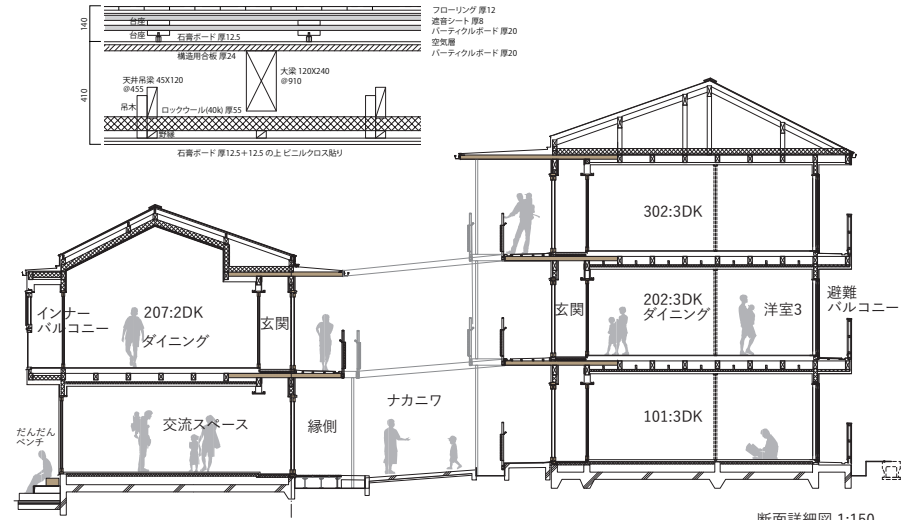 フローリング 厚12
遮音シート 厚8
パーティクルボード 厚20
空気層
パーティクルボード 厚20
140
台座
台座
石膏ボード 厚12.5
構造用合板 厚24
410
天井吊梁 45X120
@455
大梁 120X240
@910
吊木
ロックウール(40k) 厚55
野縁
石膏ボード 厚12.5+12.5 の上 ビニルクロス貼り
302:3DK
インナー
バルコニー
207:2DK
ダイニング
玄関
玄関
202:3DK
ダイニング
洋室3
避難
バルコニー
だんだん
ベンチ
交流スペース
縁側
ナカニワ
101:3DK
断面詳細図 1:150